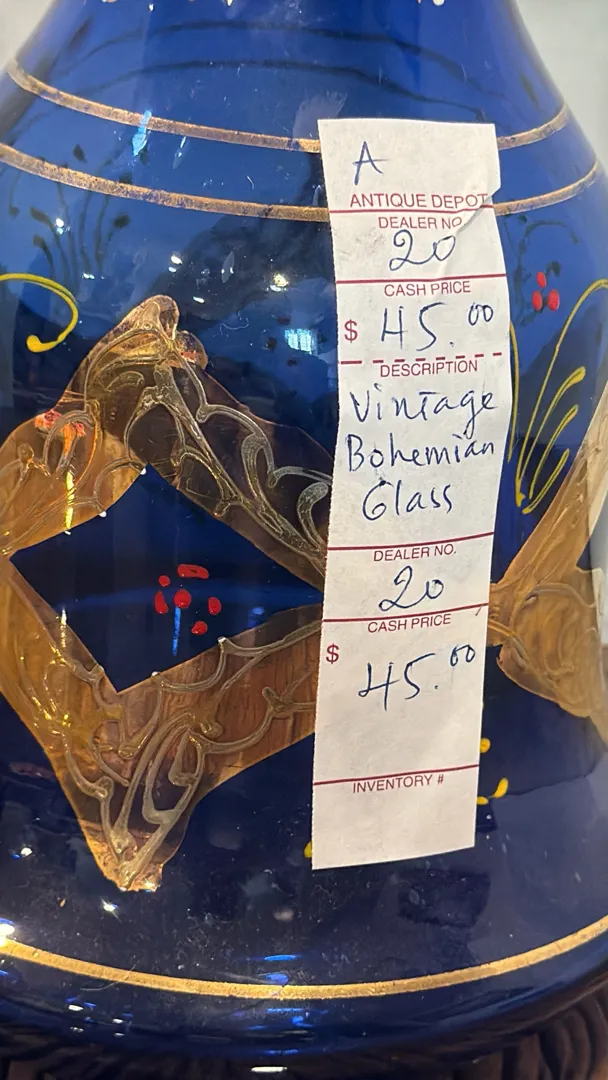 A
ANTIQUE DEPOT
DEALER NO.
20
CASH PRICE
$ 45.00
DESCRIPTION
Vintage
Bohemian
Glass
DEALER NO.
20
CASH PRICE
$ 45.00
INVENTORY #